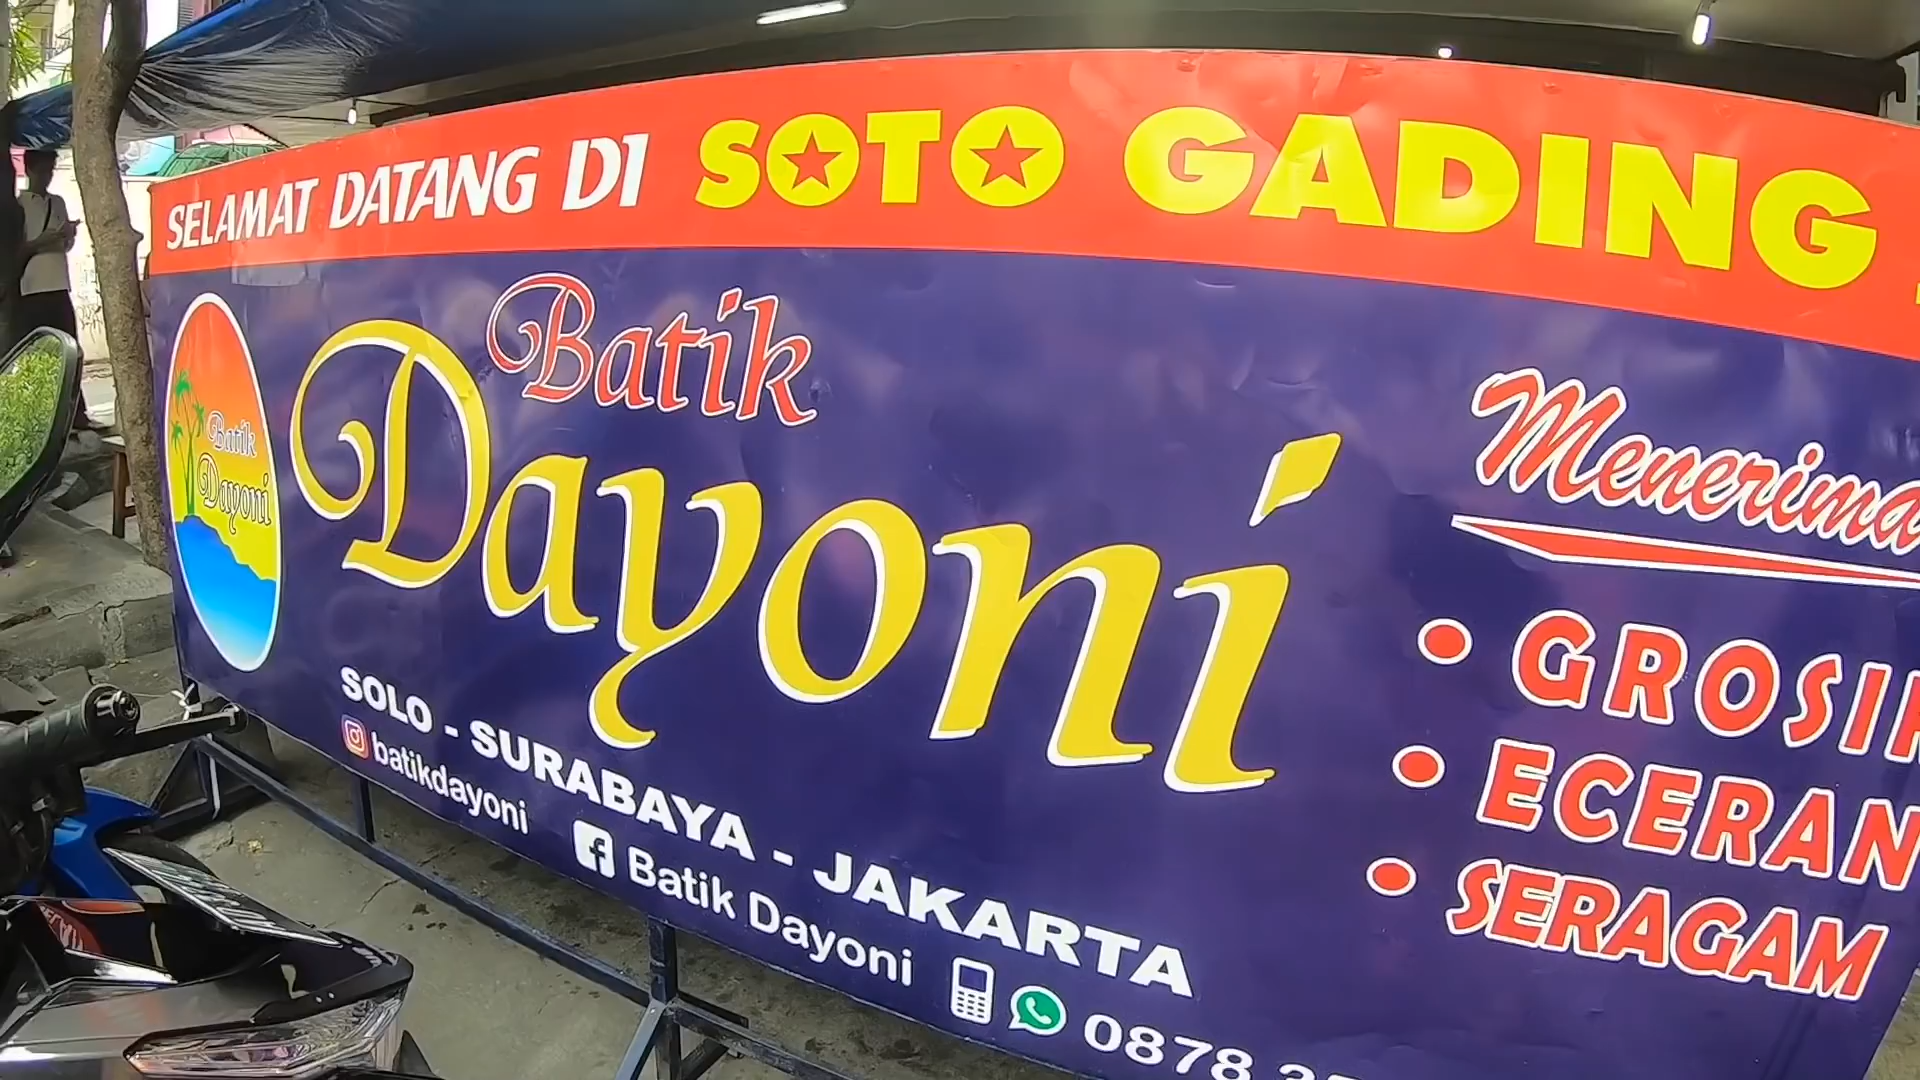 SELAMAT DATANG DI SOTO GADING
Batik
Dayoni
Batik
Dayoni
SOLO - SURABAYA - JAKARTA
batikdayoni
Batik Dayoni
0878
Menerima
• GROSIR
• ECERAN
• SERAGAM